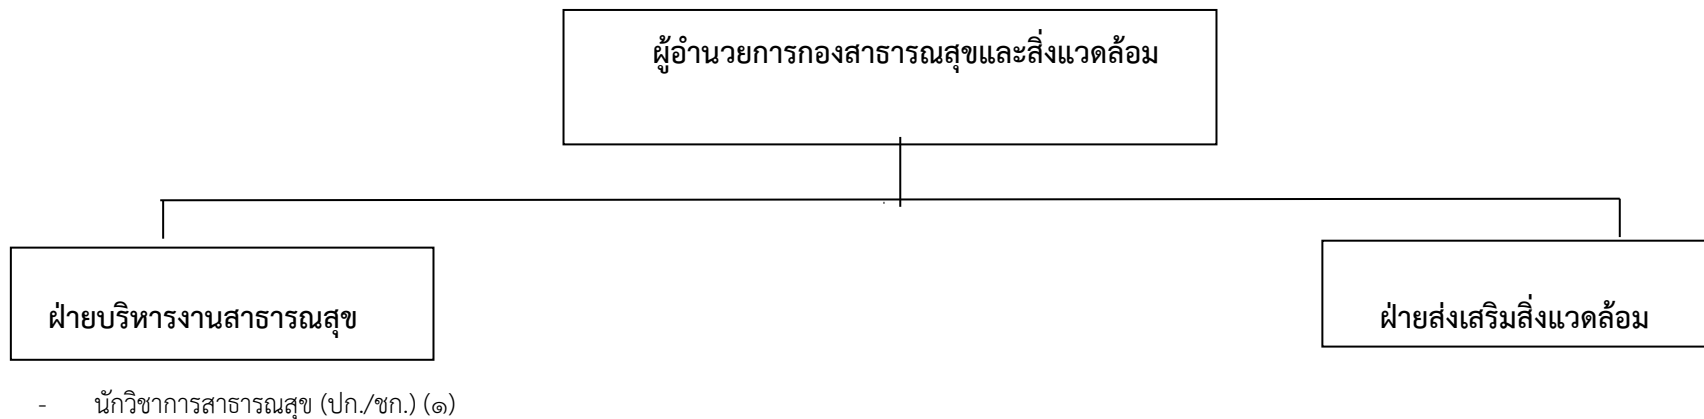 ผู้อำนวยการกองสาธารณสุขและสิ่งแวดล้อม
ฝ่ายบริหารงานสาธารณสุข
ฝ่ายส่งเสริมสิ่งแวดล้อม
- นักวิชาการสาธารณสุข (ปก./ชก.) (๑)